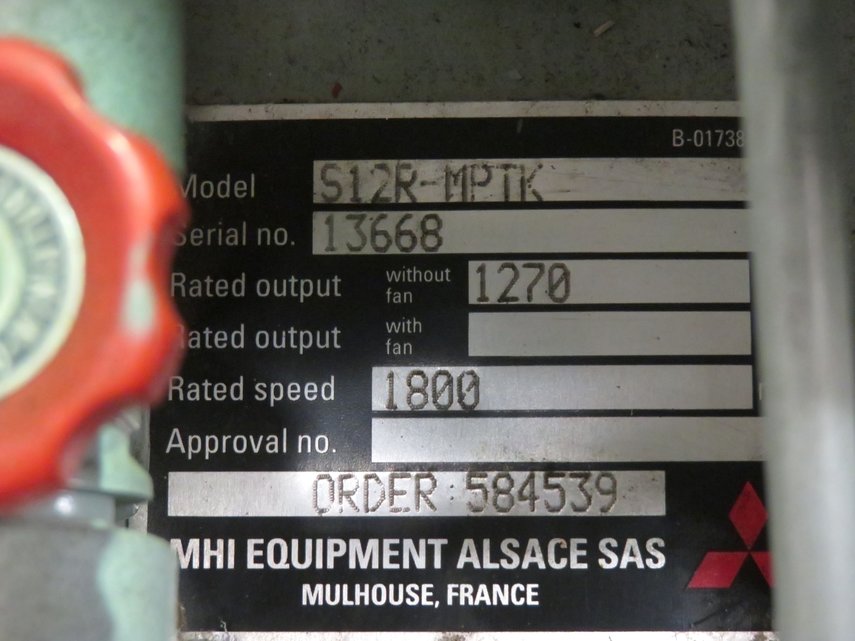 B-01738
Model S12R-MPTK
Serial no. 13668
Rated output without fan 1270
Rated output with fan
Rated speed 1800
Approval no.
ORDER:584539
MHI EQUIPMENT ALSACE SAS
MULHOUSE, FRANCE